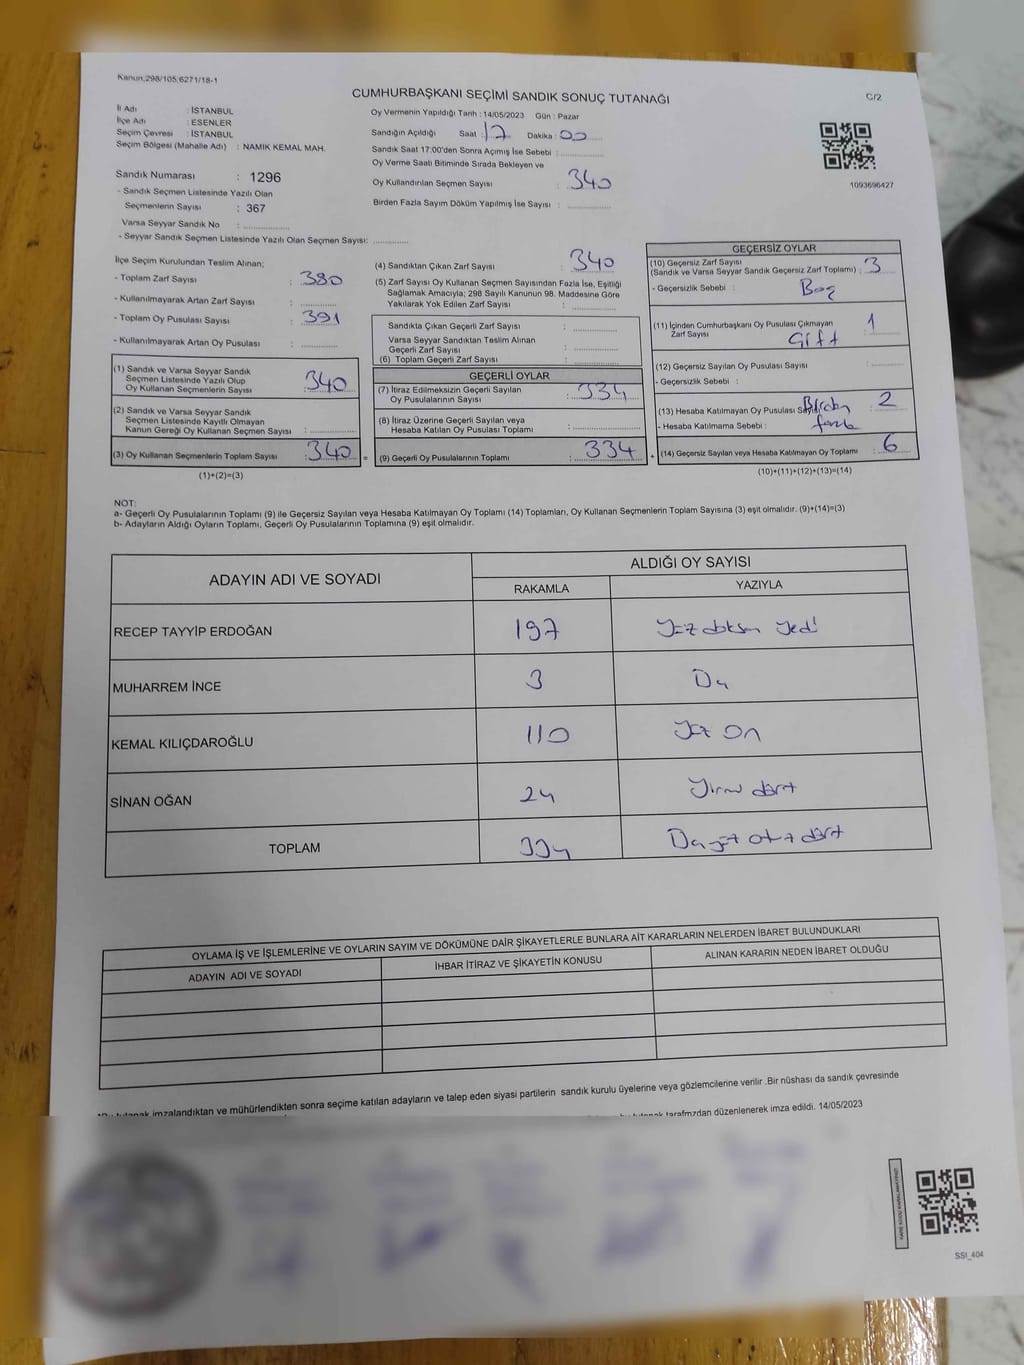 Kanun,298/105,6271/18-1
CUMHURBAŞKANI SEÇİMİ SANDIK SONUÇ TUTANAĞI
C/2
İl Adı : İSTANBUL
İlçe Adı : ESENLER
Seçim Çevresi : İSTANBUL
Seçim Bölgesi (Mahalle Adı) : NAMIK KEMAL MAH.
Sandık Numarası : 1296
- Sandık Seçmen Listesinde Yazılı Olan
Seçmenlerin Sayısı : 367
Varsa Seyyar Sandık No :
- Seyyar Sandık Seçmen Listesinde Yazılı Olan Seçmen Sayısı:
Oy Vermenin Yapıldığı Tarih : 14/05/2023 Gün : Pazar
Sandığın Açıldığı Saat : 17 Dakika : 00
Sandık Saat 17:00'den Sonra Açımış İse Sebebi :
Oy Verme Saati Bitiminde Sırada Bekleyen ve
Oy Kullandırılan Seçmen Sayısı : 340
Birden Fazla Sayım Döküm Yapılmış İse Sayısı :
1093696427
İlçe Seçim Kurulundan Teslim Alınan;
- Toplam Zarf Sayısı : 380
- Kullanılmayarak Artan Zarf Sayısı :
- Toplam Oy Pusulası Sayısı : 391
- Kullanılmayarak Artan Oy Pusulası :
(1) Sandık ve Varsa Seyyar Sandık
Seçmen Listesinde Yazılı Olup
Oy Kullanan Seçmenlerin Sayısı : 340
(2) Sandık ve Varsa Seyyar Sandık
Seçmen Listesinde Kayıtlı Olmayan
Kanun Gereği Oy Kullanan Seçmen Sayısı :
(3) Oy Kullanan Seçmenlerin Toplam Sayısı : 340 =
(1)+(2)=(3)
(4) Sandıktan Çıkan Zarf Sayısı : 340
(5) Zarf Sayısı Oy Kullanan Seçmen Sayısından Fazla İse, Eşitliği
Sağlamak Amacıyla; 298 Sayılı Kanunun 98. Maddesine Göre
Yakılarak Yok Edilen Zarf Sayısı :
Sandıkta Çıkan Geçerli Zarf Sayısı :
Varsa Seyyar Sandıktan Teslim Alınan
Geçerli Zarf Sayısı :
(6) Toplam Geçerli Zarf Sayısı :
GEÇERLİ OYLAR
(7) İtiraz Edilmeksizin Geçerli Sayılan
Oy Pusulalarının Sayısı : 334
(8) İtiraz Üzerine Geçerli Sayılan veya
Hesaba Katılan Oy Pusulası Toplamı :
(9) Geçerli Oy Pusulalarının Toplamı : 334 +
GEÇERSİZ OYLAR
(10) Geçersiz Zarf Sayısı
(Sandık ve Varsa Seyyar Sandık Geçersiz Zarf Toplamı) : 3
- Geçersizlik Sebebi : Boş
(11) İçinden Cumhurbaşkanı Oy Pusulası Çıkmayan
Zarf Sayısı : 1
Çift
(12) Geçersiz Sayılan Oy Pusulası Sayısı :
- Geçersizlik Sebebi :
(13) Hesaba Katılmayan Oy Pusulası 2
- Hesaba Katılmama Sebebi : fazla
(14) Geçersiz Sayılan veya Hesaba Katılmayan Oy Toplamı : 6
(10)+(11)+(12)+(13)=(14)
NOT:
a- Geçerli Oy Pusulalarının Toplamı (9) ile Geçersiz Sayılan veya Hesaba Katılmayan Oy Toplamı (14) Toplamları, Oy Kullanan Seçmenlerin Toplam Sayısına (3) eşit olmalıdır. (9)+(14)=(3)
b- Adayların Aldığı Oyların Toplamı, Geçerli Oy Pusulalarının Toplamına (9) eşit olmalıdır.
ADAYIN ADI VE SOYADI
ALDIĞI OY SAYISI
RAKAMLA YAZIYLA
RECEP TAYYİP ERDOĞAN 197 Yüz doksan yedi
MUHARREM İNCE 3 Üç
KEMAL KILIÇDAROĞLU 110 Yüz on
SİNAN OĞAN 24 Yirmi dört
TOPLAM 334 Üçyüz otuz dört
OYLAMA İŞ VE İŞLEMLERİNE VE OYLARIN SAYIM VE DÖKÜMÜNE DAİR ŞİKAYETLERLE BUNLARA AİT KARARLARIN NELERDEN İBARET BULUNDUKLARI
ADAYIN ADI VE SOYADI İHBAR İTİRAZ VE ŞİKAYETİN KONUSU ALINAN KARARIN NEDEN İBARET OLDUĞU
tutanak imzalandıktan ve mühürlendikten sonra seçime katılan adayların ve talep eden siyasi partilerin sandık kurulu üyelerine veya gözlemcilerine verilir .Bir nüshası da sandık çevresinde
tutanak tarafmzdan düzenlenerek imza edildi. 14/05/2023
SSI_404